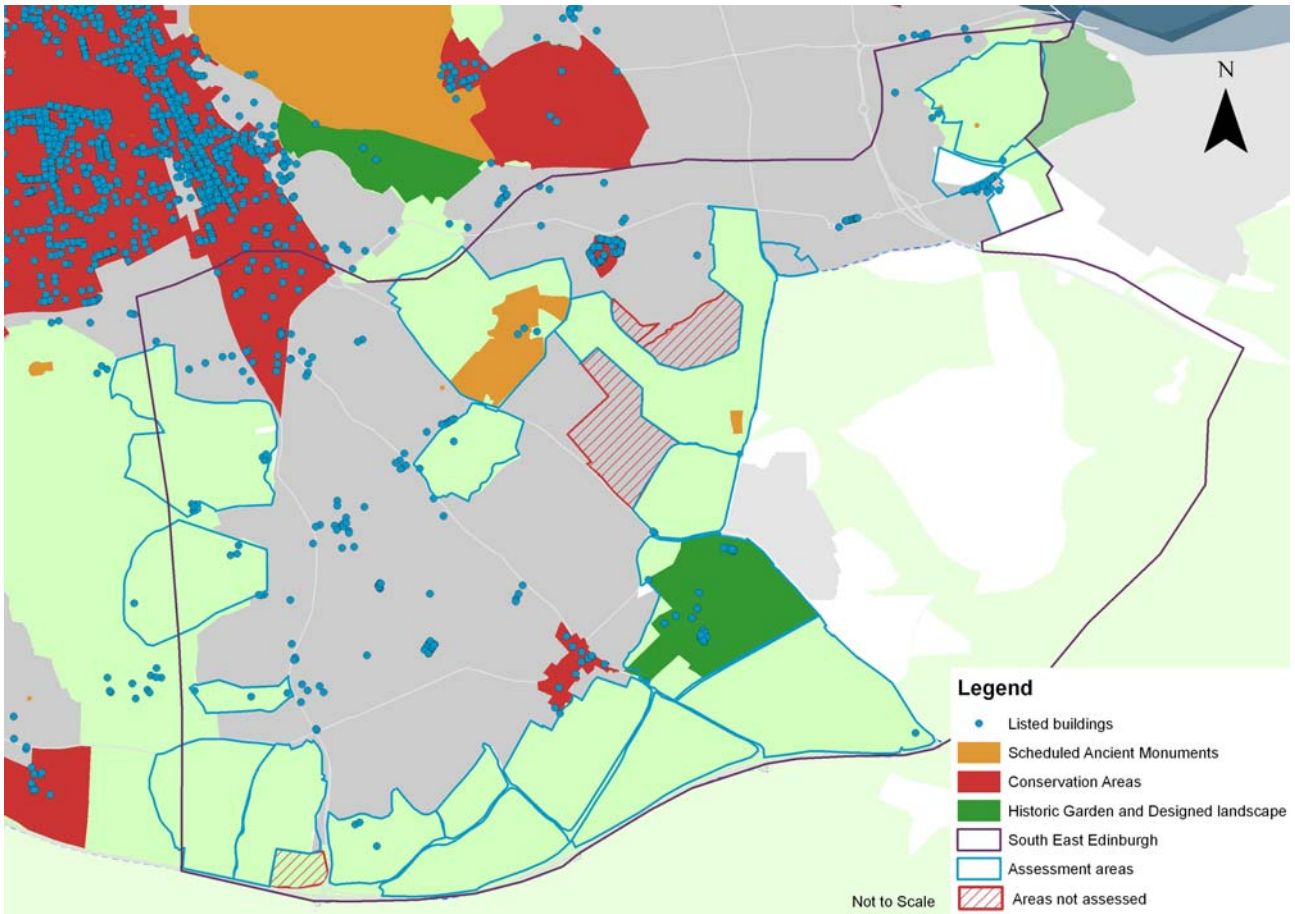 N
Legend
Listed buildings
Scheduled Ancient Monuments
Conservation Areas
Historic Garden and Designed landscape
South East Edinburgh
Assessment areas
Areas not assessed
Not to Scale